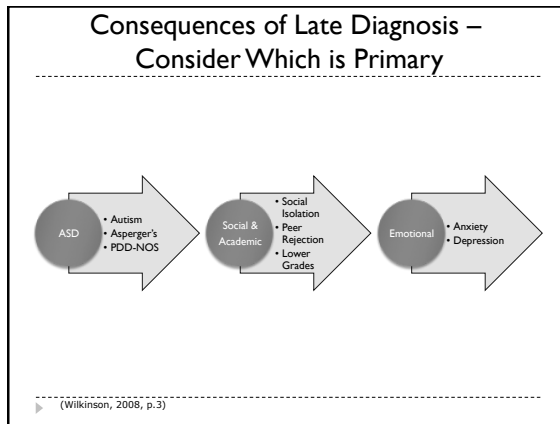 Consequences of Late Diagnosis –
Consider Which is Primary
ASD
• Autism
• Asperger's
• PDD-NOS
Social &
Academic
• Social
Isolation
• Peer
Rejection
• Lower
Grades
Emotional
• Anxiety
• Depression
(Wilkinson, 2008, p.3)